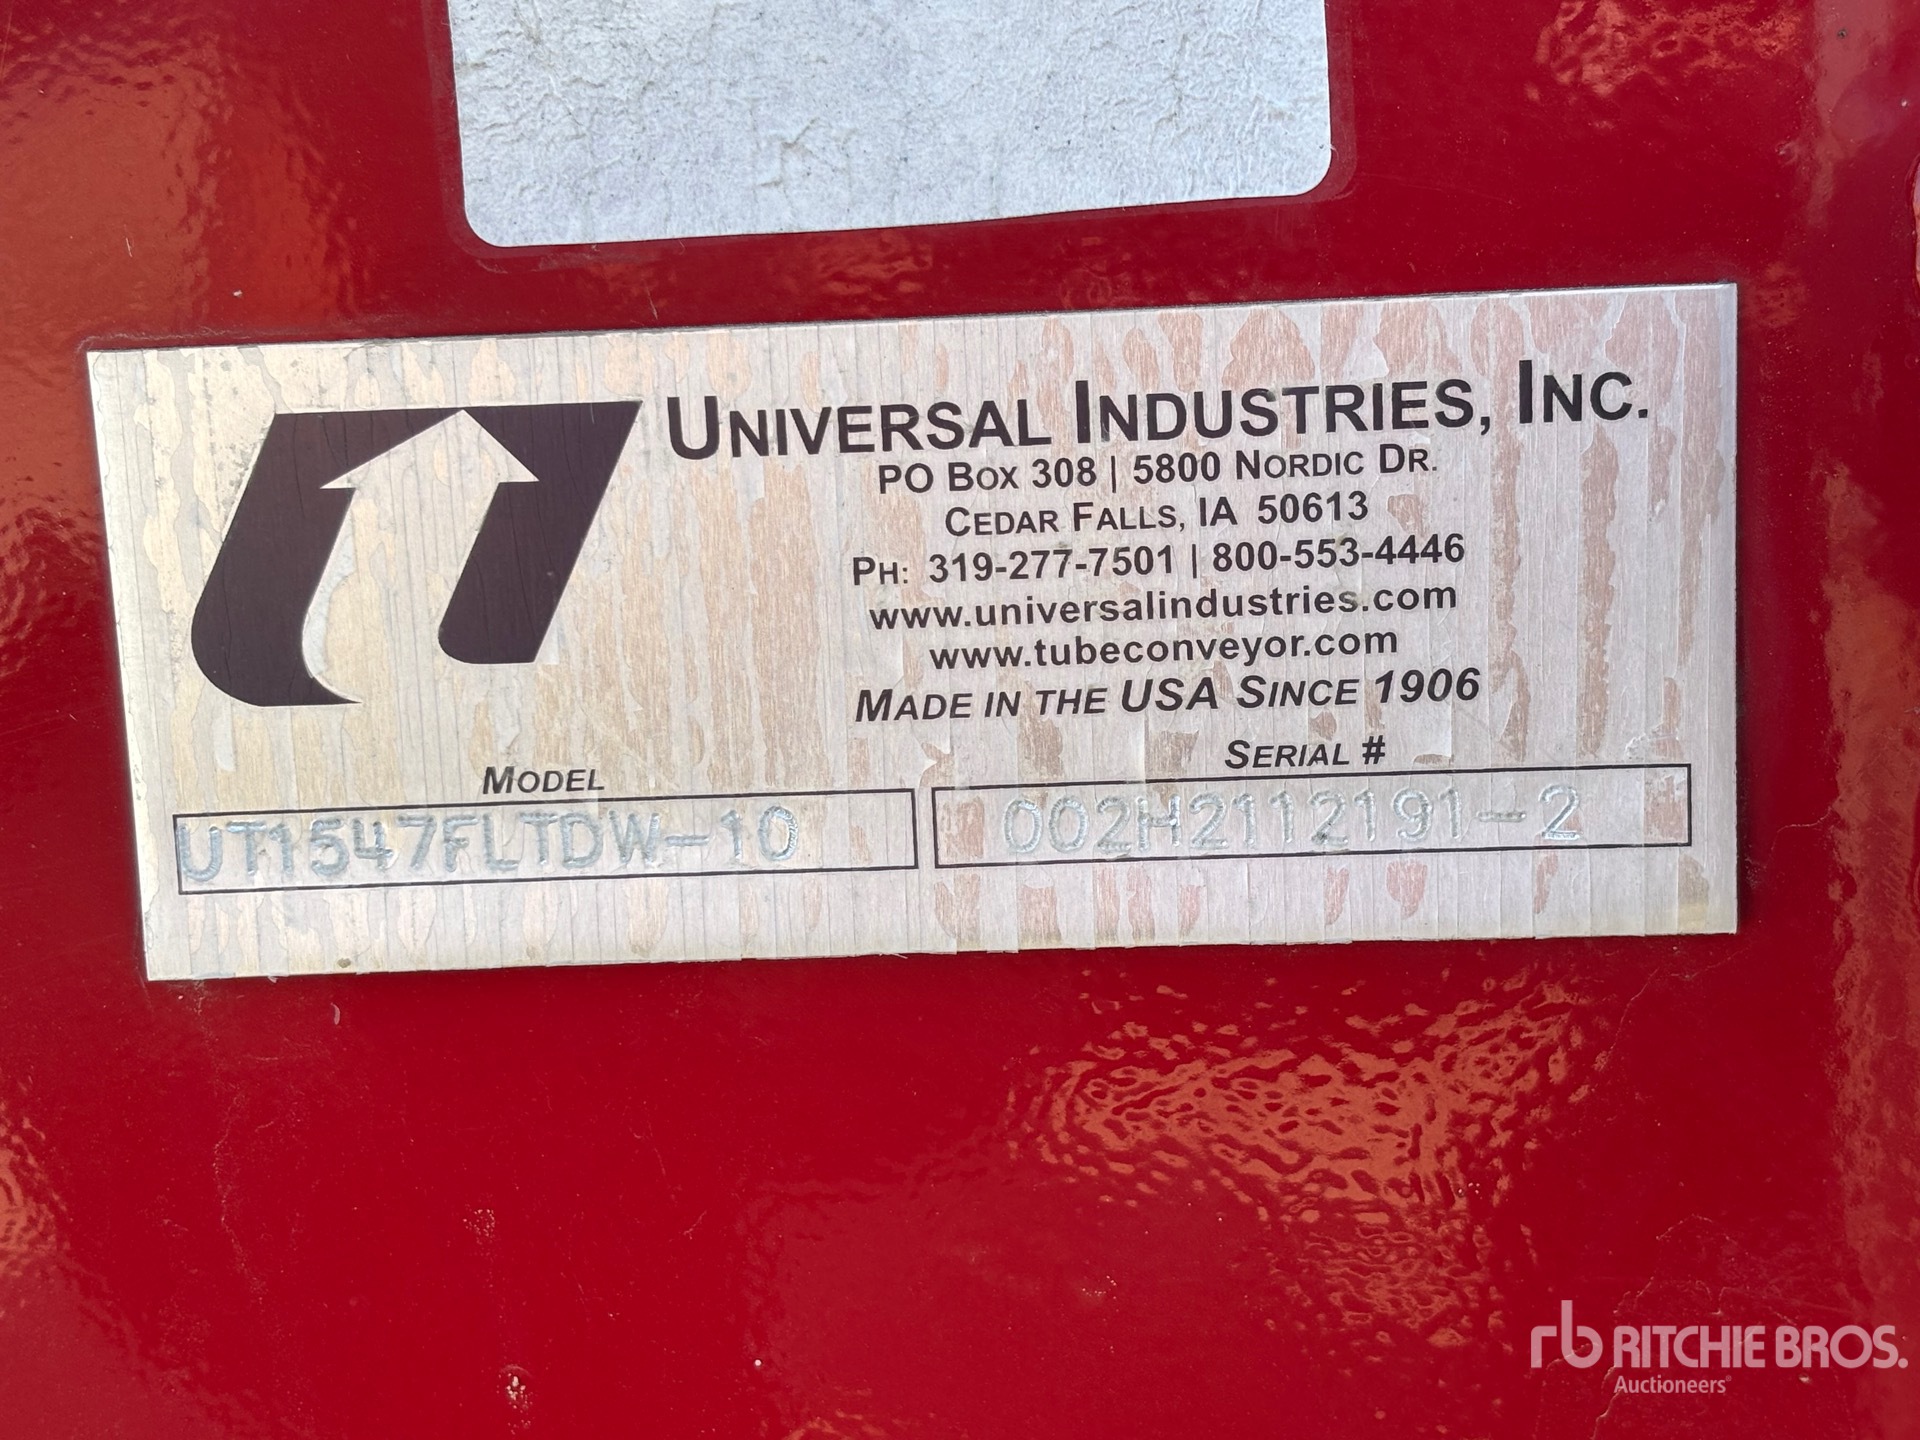 UNIVERSAL INDUSTRIES, INC.
PO BOX 308 | 5800 NORDIC DR.
CEDAR FALLS, IA 50613
PH: 319-277-7501 | 800-553-4446
www.universalindustries.com
www.tubeconveyor.com
MADE IN THE USA SINCE 1906
MODEL
SERIAL #
UT1547FLTDW-10
002H2112191-2
rb RITCHIE BROS.
Auctioneers